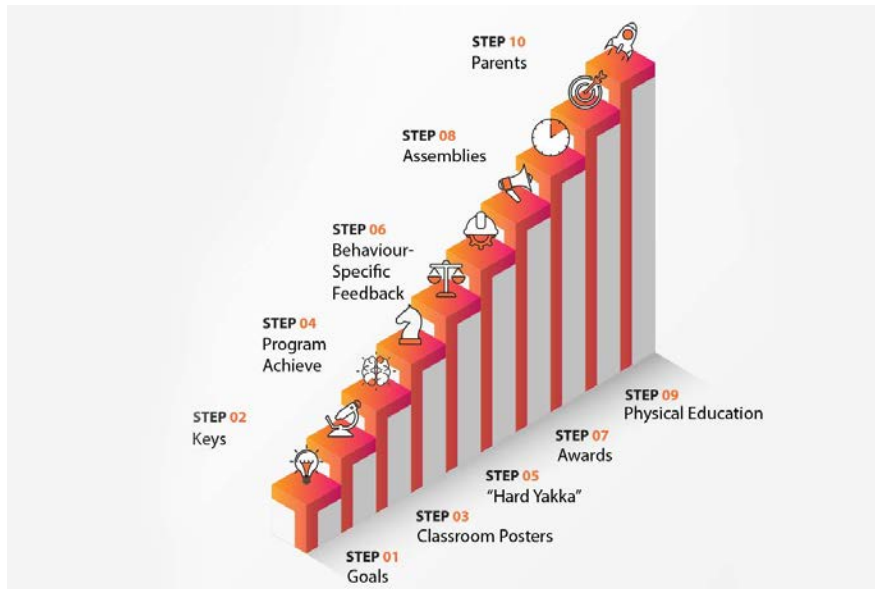 STEP 10
Parents
STEP 08
Assemblies
STEP 06
Behaviour-
Specific
Feedback
STEP 04
Program
Achieve
STEP 02
Keys
STEP 09
Physical Education
STEP 07
Awards
STEP 05
"Hard Yakka"
STEP 03
Classroom Posters
STEP 01
Goals